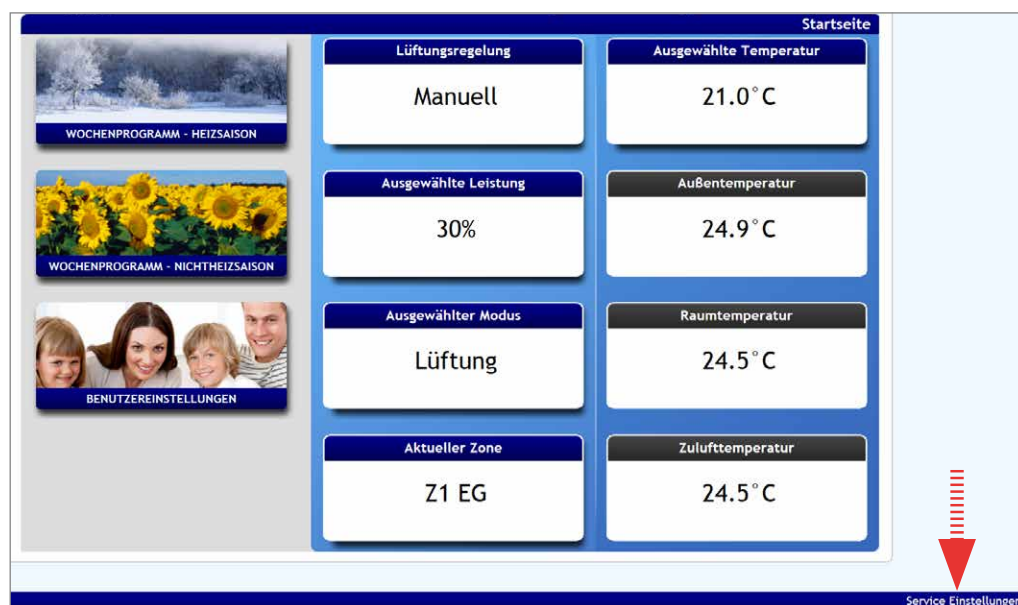 Startseite
WOCHENPROGRAMM - HEIZSAISON
WOCHENPROGRAMM - NICHTHEIZSAISON
BENUTZEREINSTELLUNGEN
Lüftungsregelung
Manuell
Ausgewählte Temperatur
21.0°C
Ausgewählte Leistung
30%
Außentemperatur
24.9°C
Ausgewählter Modus
Lüftung
Raumtemperatur
24.5°C
Aktueller Zone
Z1 EG
Zulufttemperatur
24.5°C
Service Einstellungen